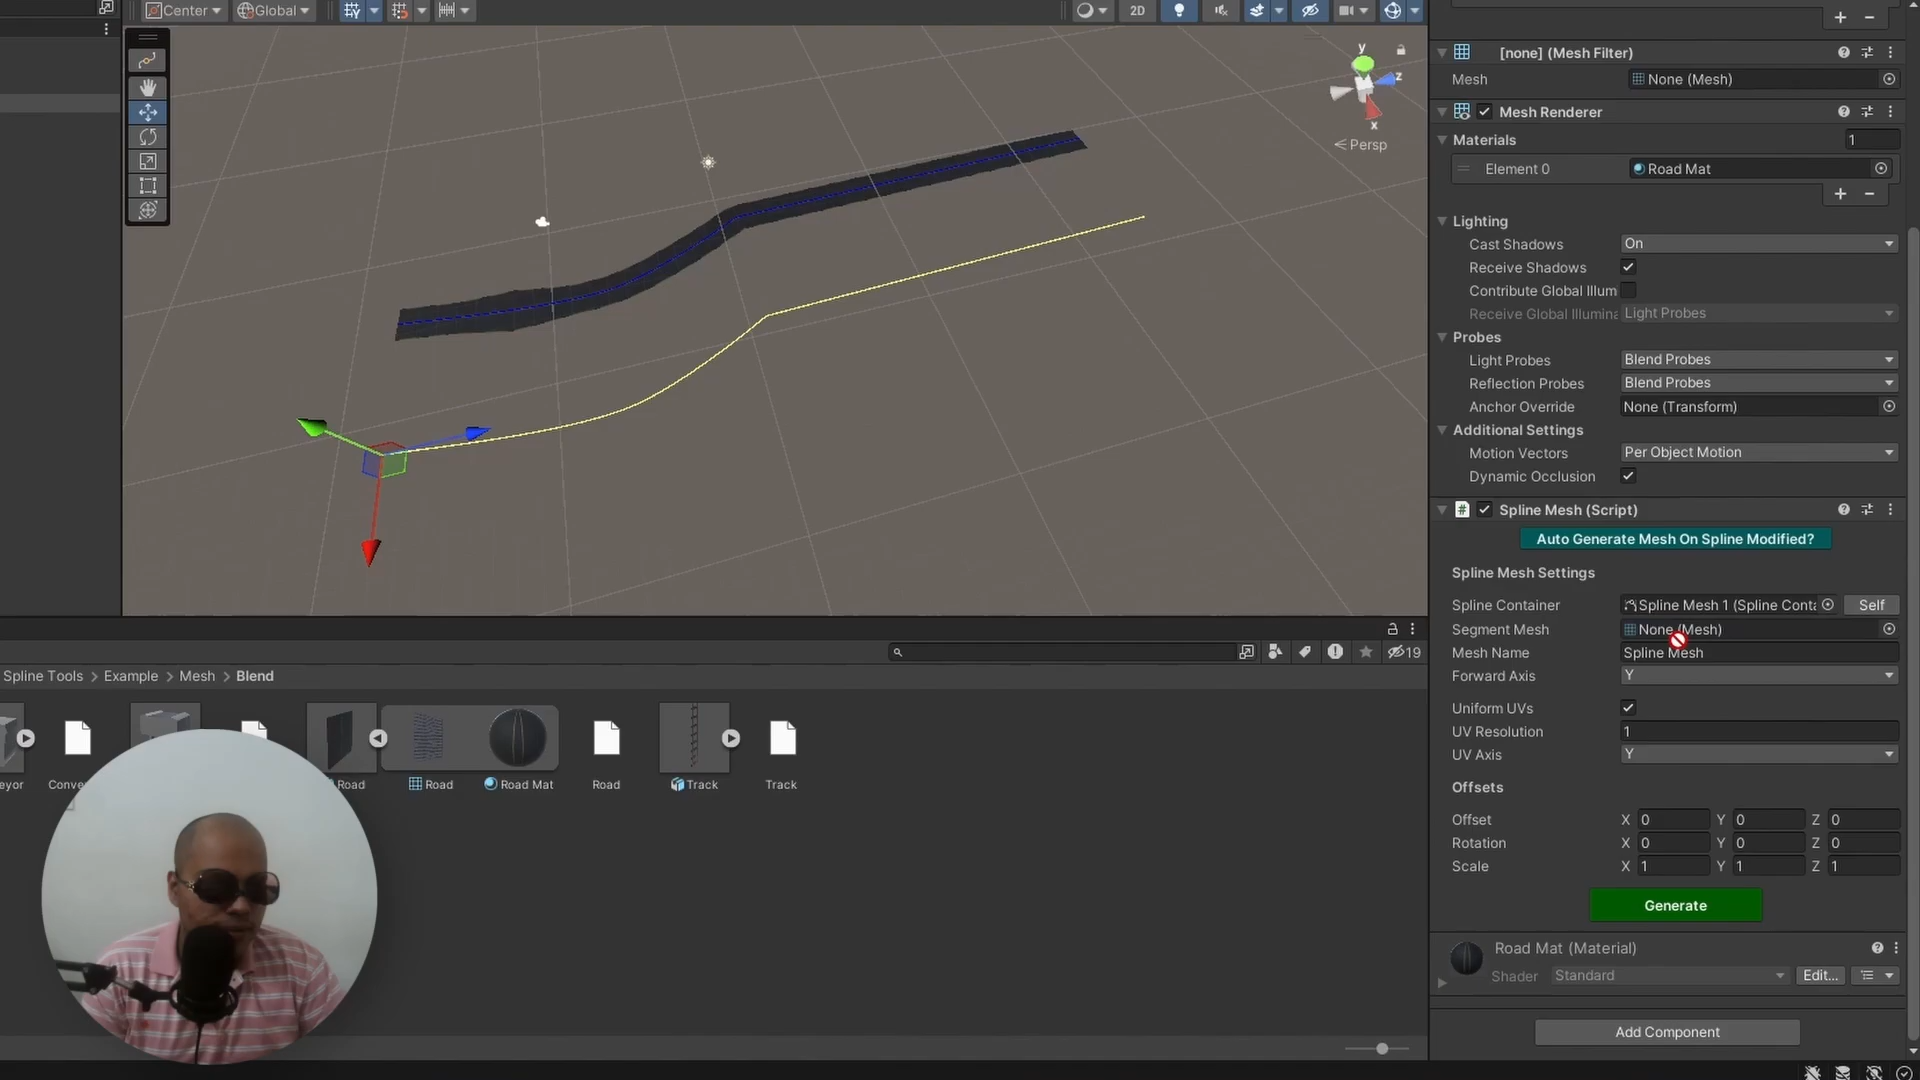 Center
Global
2D
y
z
x
Persp
[none] (Mesh Filter)
Mesh
None (Mesh)
Mesh Renderer
Materials
1
Element 0
Road Mat
Lighting
Cast Shadows
On
Receive Shadows
Contribute Global Illum
Receive Global Illumina
Light Probes
Probes
Light Probes
Blend Probes
Reflection Probes
Blend Probes
Anchor Override
None (Transform)
Additional Settings
Motion Vectors
Per Object Motion
Dynamic Occlusion
# Spline Mesh (Script)
Auto Generate Mesh On Spline Modified?
Spline Mesh Settings
Spline Container
Spline Mesh 1 (Spline Conta
Self
Segment Mesh
None (Mesh)
Mesh Name
Spline Mesh
Forward Axis
Y
Uniform UVs
UV Resolution
1
UV Axis
Y
Offsets
Offset X 0 Y 0 Z 0
Rotation X 0 Y 0 Z 0
Scale X 1 Y 1 Z 1
Generate
Road Mat (Material)
Shader Standard
Edit...
Add Component
19
Spline Tools > Example > Mesh > Blend
eyor
Conve
Road
Road
Road Mat
Road
Track
Track